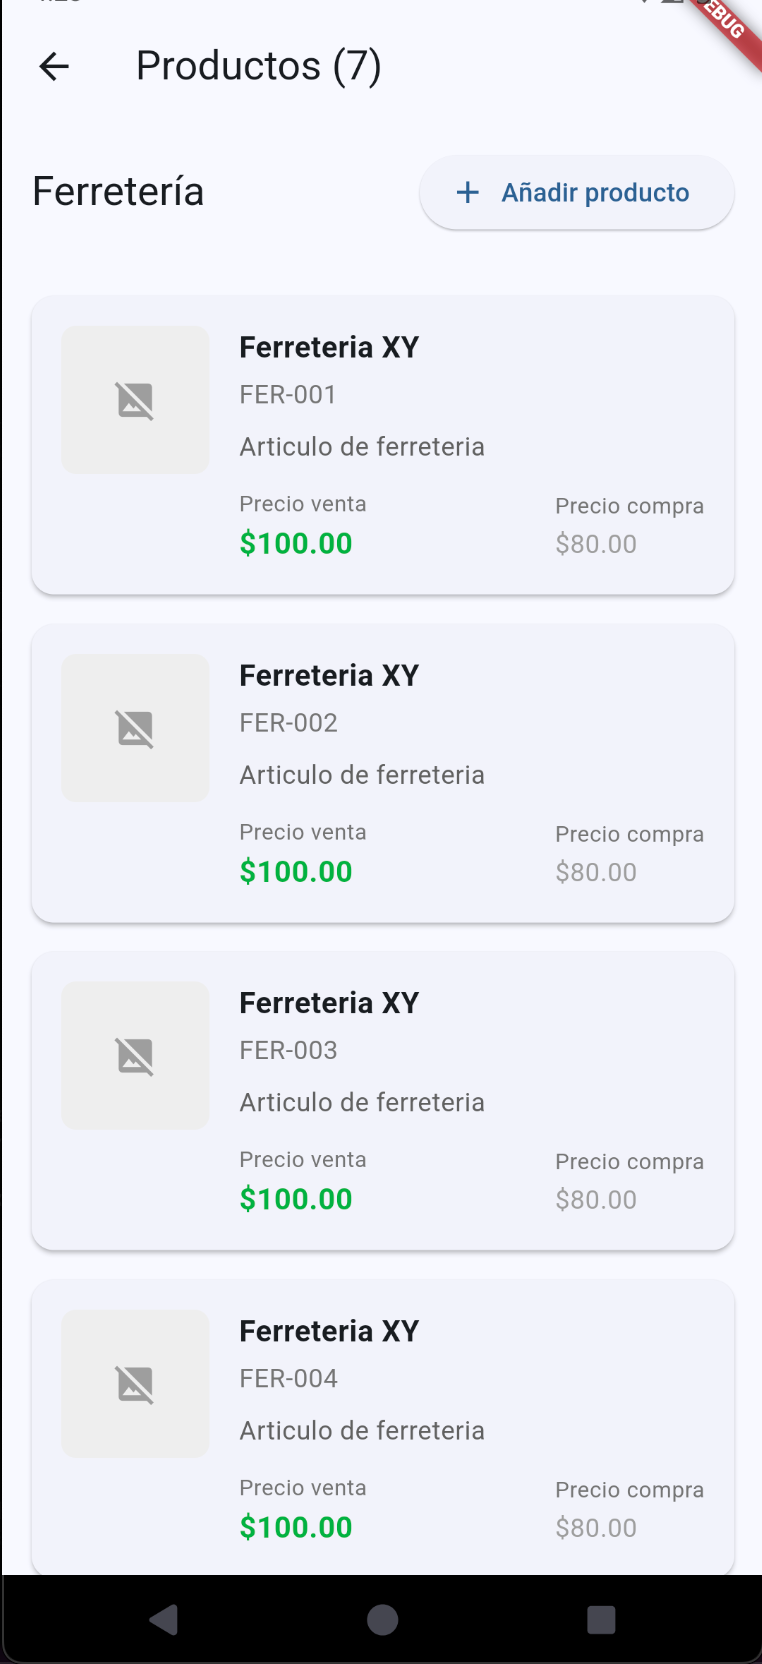 Productos (7)
Ferretería
+ Añadir producto
Ferreteria XY
FER-001
Articulo de ferreteria
Precio venta Precio compra
$100.00 $80.00
Ferreteria XY
FER-002
Articulo de ferreteria
Precio venta Precio compra
$100.00 $80.00
Ferreteria XY
FER-003
Articulo de ferreteria
Precio venta Precio compra
$100.00 $80.00
Ferreteria XY
FER-004
Articulo de ferreteria
Precio venta Precio compra
$100.00 $80.00